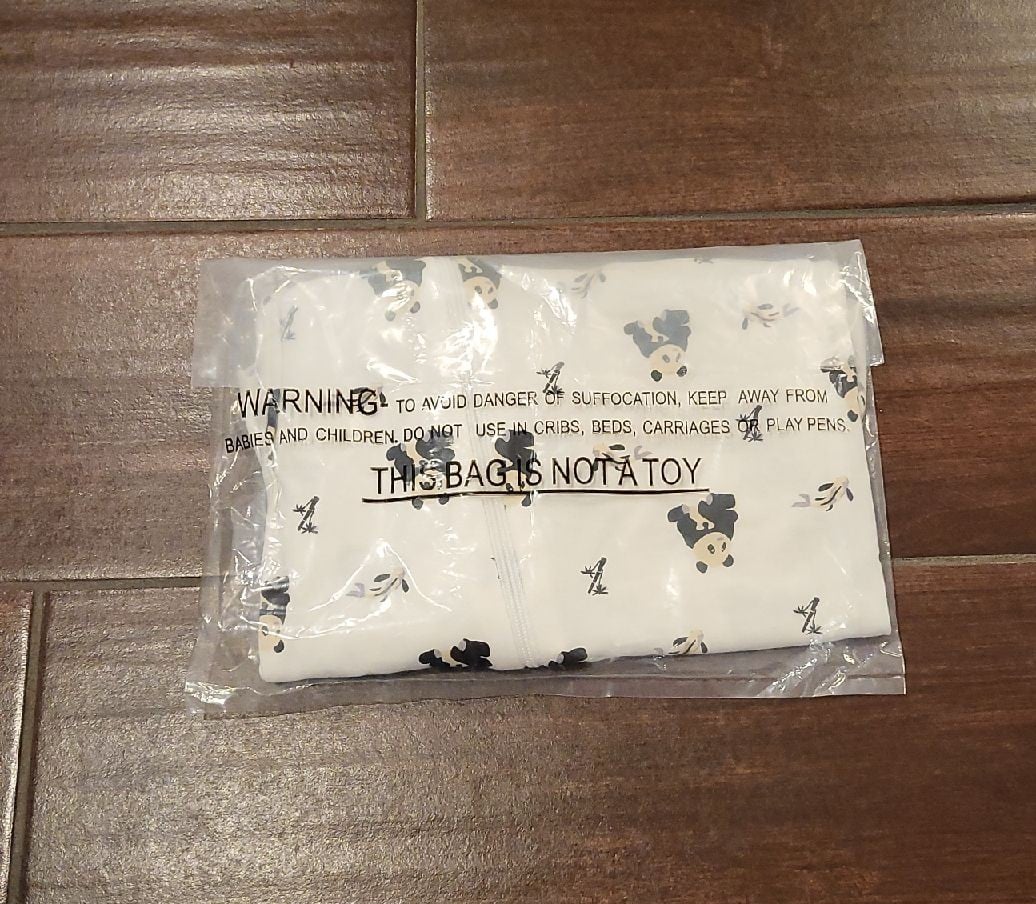 WARNING- TO AVOID DANGER OF SUFFOCATION, KEEP AWAY FROM
BABIES AND CHILDREN. DO NOT USE IN CRIBS, BEDS, CARRIAGES OR PLAY PENS.
THIS BAG IS NOT A TOY